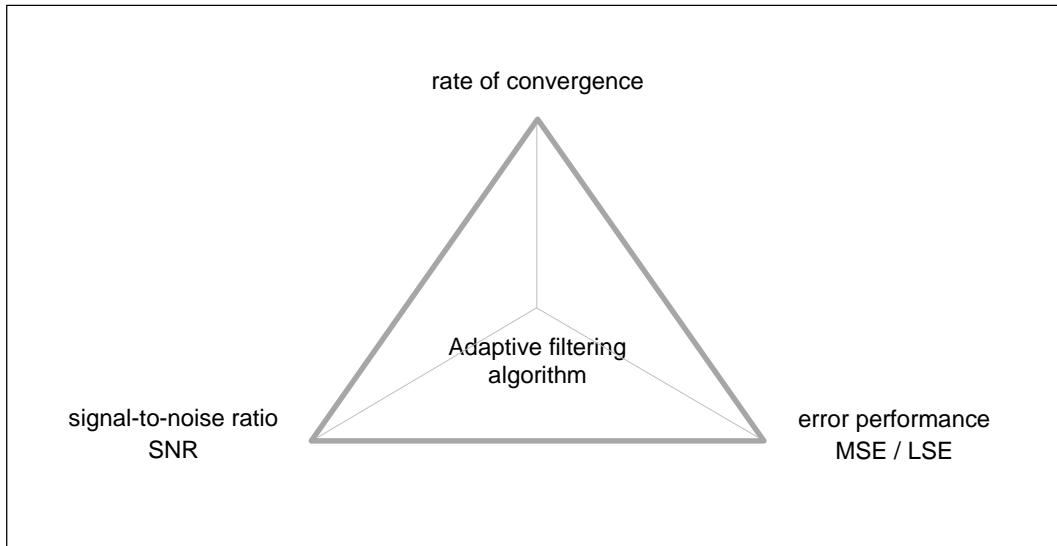 rate of convergence
Adaptive filtering
algorithm
signal-to-noise ratio
SNR
error performance
MSE / LSE